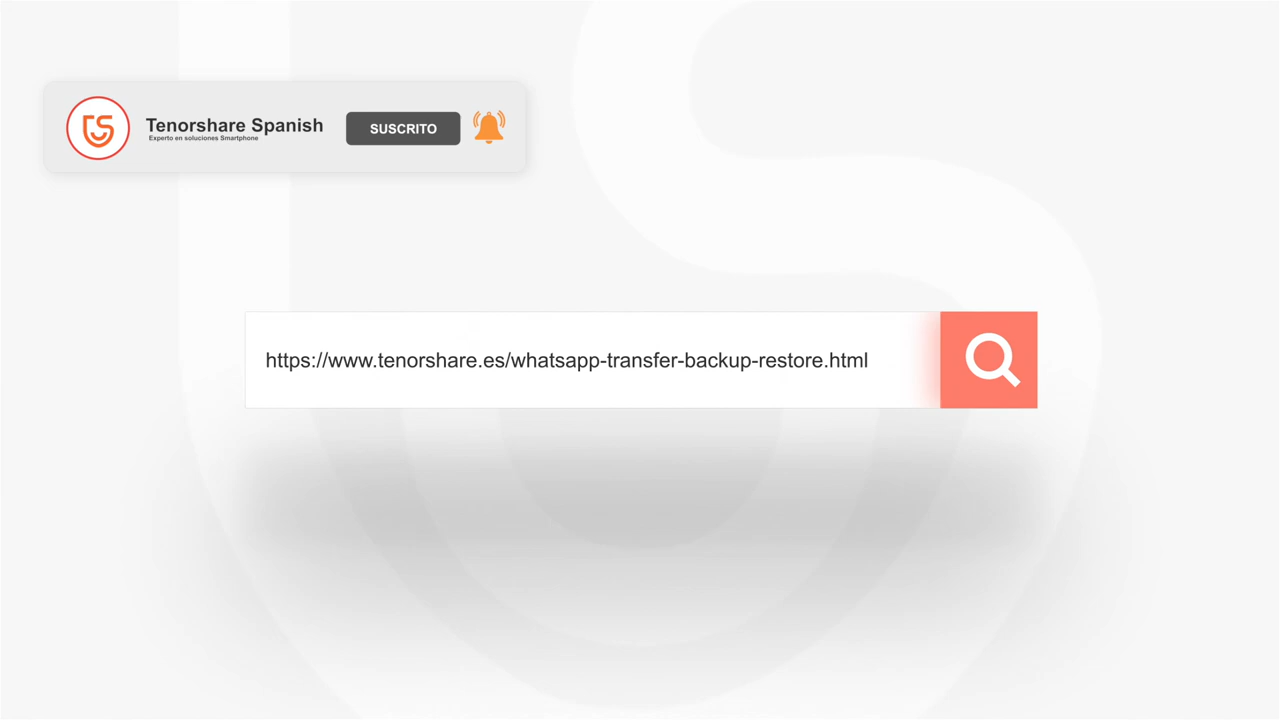 Tenorshare Spanish
Experto en soluciones Smartphone
SUSCRITO
https://www.tenorshare.es/whatsapp-transfer-backup-restore.html